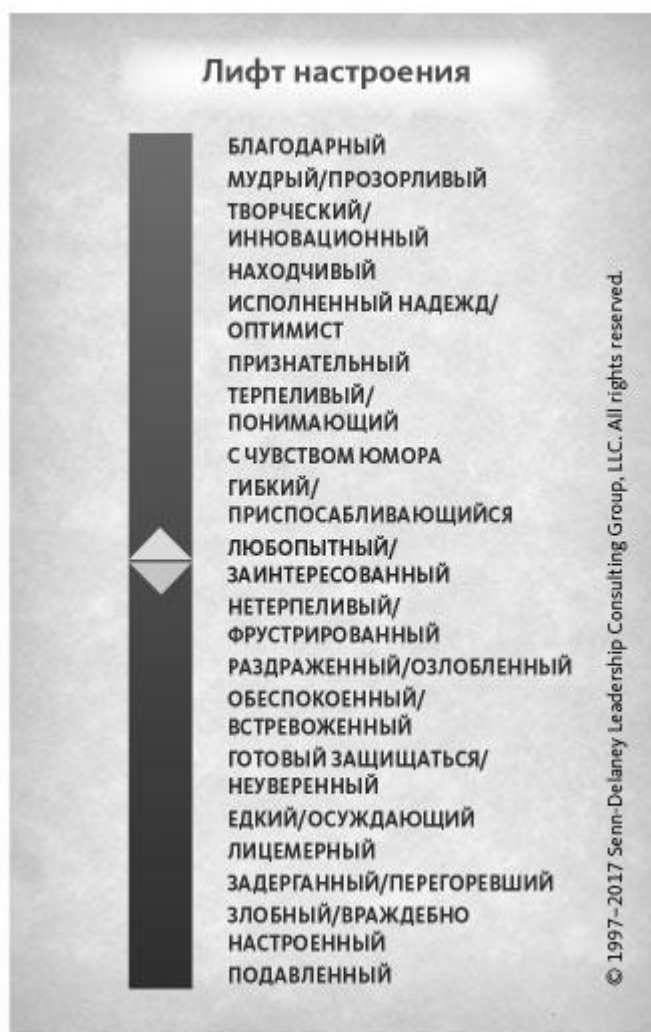 Лифт настроения
БЛАГОДАРНЫЙ
МУДРЫЙ/ПРОЗОРЛИВЫЙ
ТВОРЧЕСКИЙ/
ИННОВАЦИОННЫЙ
НАХОДЧИВЫЙ
ИСПОЛНЕННЫЙ НАДЕЖД/
ОПТИМИСТ
ПРИЗНАТЕЛЬНЫЙ
ТЕРПЕЛИВЫЙ/
ПОНИМАЮЩИЙ
С ЧУВСТВОМ ЮМОРА
ГИБКИЙ/
ПРИСПОСАБЛИВАЮЩИЙСЯ
ЛЮБОПЫТНЫЙ/
ЗАИНТЕРЕСОВАННЫЙ
НЕТЕРПЕЛИВЫЙ/
ФРУСТРИРОВАННЫЙ
РАЗДРАЖЕННЫЙ/ОЗЛОБЛЕННЫЙ
ОБЕСПОКОЕННЫЙ/
ВСТРЕВОЖЕННЫЙ
ГОТОВЫЙ ЗАЩИЩАТЬСЯ/
НЕУВЕРЕННЫЙ
ЕДКИЙ/ОСУЖДАЮЩИЙ
ЛИЦЕМЕРНЫЙ
ЗАДЕРГАННЫЙ/ПЕРЕГОРЕВШИЙ
ЗЛОБНЫЙ/ВРАЖДЕБНО
НАСТРОЕННЫЙ
ПОДАВЛЕННЫЙ
© 1997–2017 Senn-Delaney Leadership Consulting Group, LLC. All rights reserved.